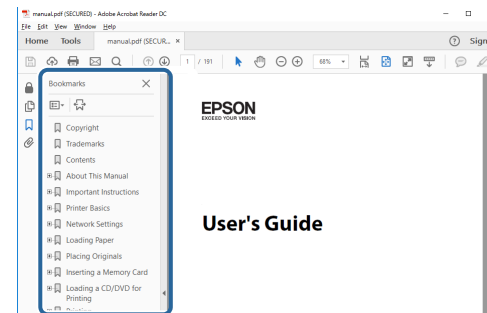 manual.pdf (SECURED) - Adobe Acrobat Reader DC
File Edit View Window Help
Home Tools manual.pdf (SECUR... × Sign
1 / 191 60%
Bookmarks
Copyright
Trademarks
Contents
About This Manual
Important Instructions
Printer Basics
Network Settings
Loading Paper
Placing Originals
Inserting a Memory Card
Loading a CD/DVD for
Printing
EPSON
EXCEED YOUR VISION
User's Guide